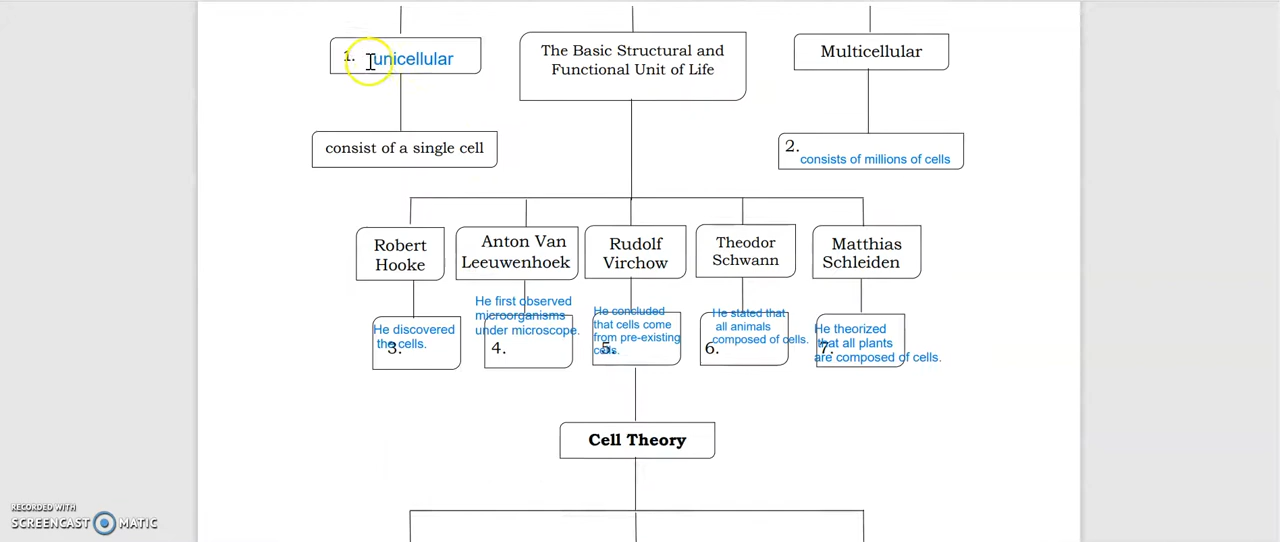 1. unicellular
The Basic Structural and
Functional Unit of Life
Multicellular
consist of a single cell
2.
consists of millions of cells
Robert
Hooke
Anton Van
Leeuwenhoek
Rudolf
Virchow
Theodor
Schwann
Matthias
Schleiden
He discovered
the cells.
3.
He first observed
microorganisms
under microscope.
4.
He concluded
that cells come
from pre-existing
cells.
5.
He stated that
all animals
composed of cells.
6.
He theorized
that all plants
are composed of cells.
7.
Cell Theory
RECORDED WITH
SCREENCAST MATIC